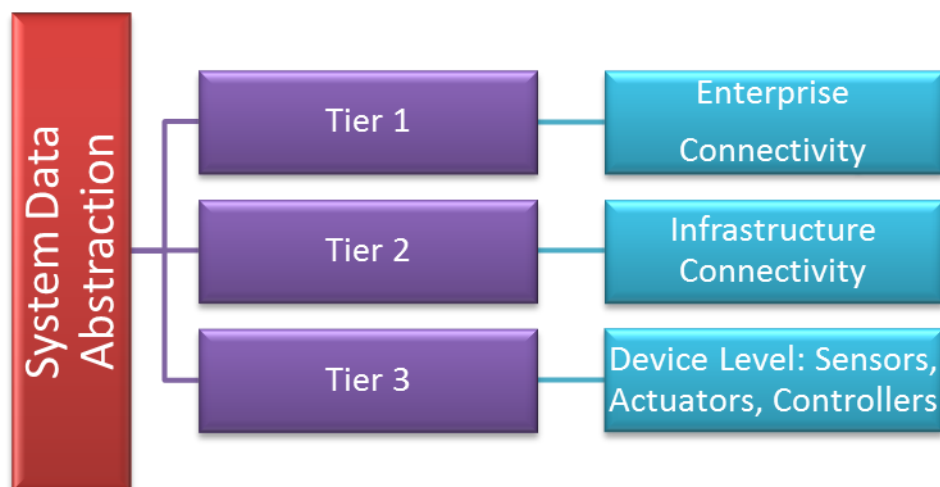 System Data
Abstraction
Tier 1
Enterprise
Connectivity
Tier 2
Infrastructure
Connectivity
Tier 3
Device Level: Sensors,
Actuators, Controllers